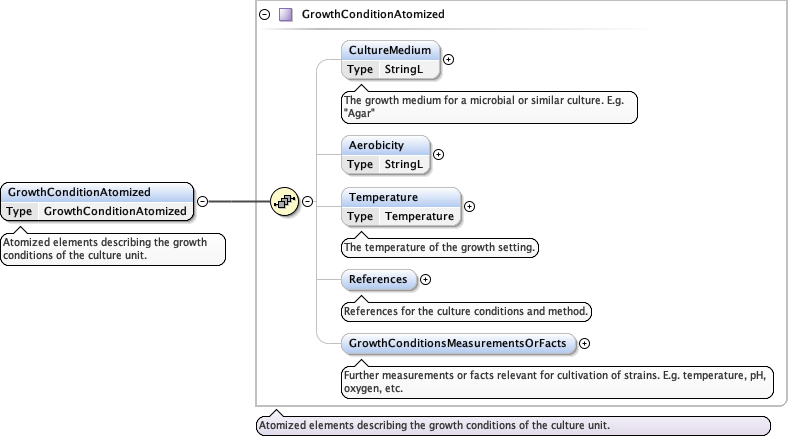 GrowthConditionAtomized
CultureMedium
Type StringL
The growth medium for a microbial or similar culture. E.g.
"Agar"
Aerobicity
Type StringL
GrowthConditionAtomized
Type GrowthConditionAtomized
Atomized elements describing the growth
conditions of the culture unit.
Temperature
Type Temperature
The temperature of the growth setting.
References
References for the culture conditions and method.
GrowthConditionsMeasurementsOrFacts
Further measurements or facts relevant for cultivation of strains. E.g. temperature, pH,
oxygen, etc.
Atomized elements describing the growth conditions of the culture unit.